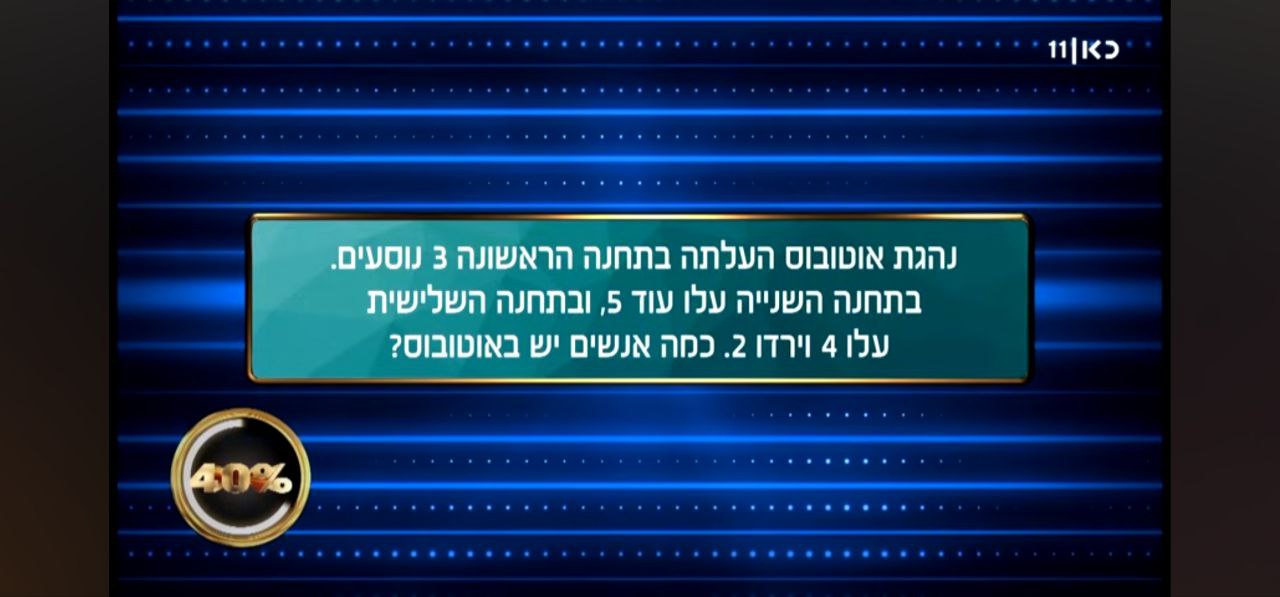 כאן|11
נהגת אוטובוס העלתה בתחנה הראשונה 3 נוסעים.
בתחנה השנייה עלו עוד 5, ובתחנה השלישית
עלו 4 וירדו 2. כמה אנשים יש באוטובוס?
40%